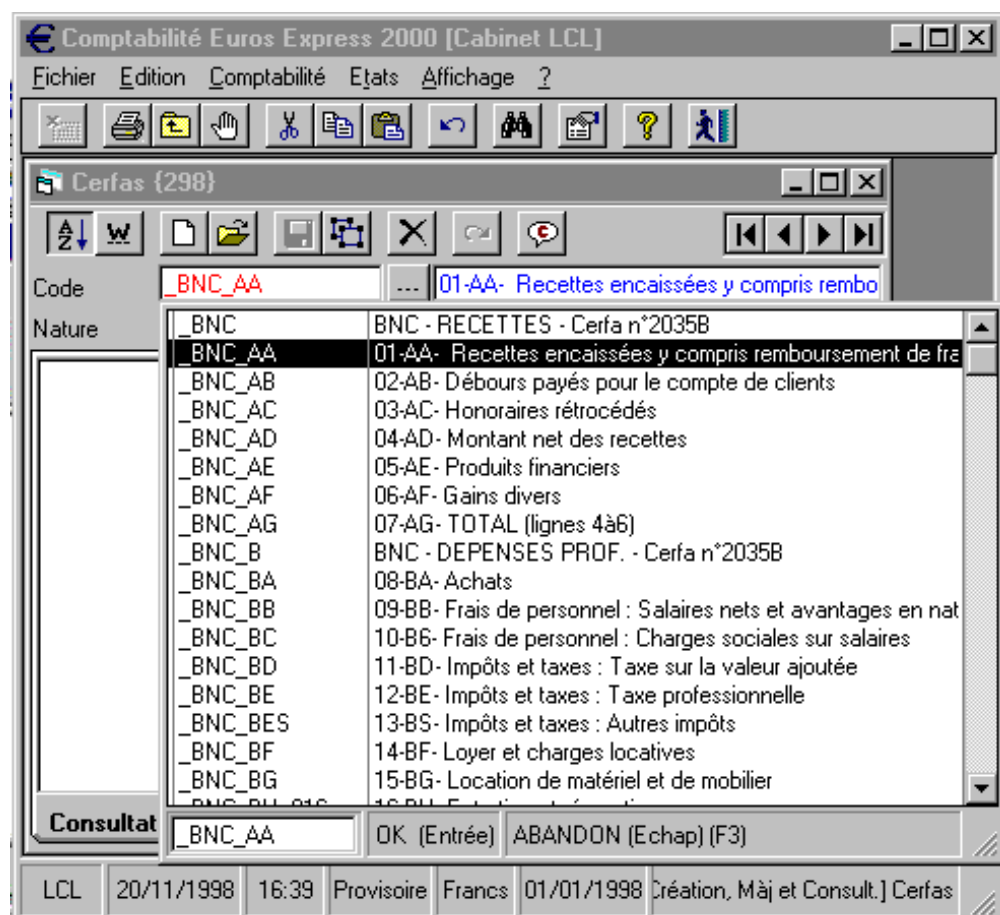 Comptabilité Euros Express 2000 [Cabinet LCL]
Fichier Edition Comptabilité Etats Affichage ?
Cerfas {298}
Code _BNC_AA ... 01-AA- Recettes encaissées y compris rembo
Nature
_BNC BNC - RECETTES - Cerfa n°2035B
_BNC_AA 01-AA- Recettes encaissées y compris remboursement de fra
_BNC_AB 02-AB- Débours payés pour le compte de clients
_BNC_AC 03-AC- Honoraires rétrocédés
_BNC_AD 04-AD- Montant net des recettes
_BNC_AE 05-AE- Produits financiers
_BNC_AF 06-AF- Gains divers
_BNC_AG 07-AG- TOTAL (lignes 4à6)
_BNC_B BNC - DEPENSES PROF. - Cerfa n°2035B
_BNC_BA 08-BA- Achats
_BNC_BB 09-BB- Frais de personnel : Salaires nets et avantages en nat
_BNC_BC 10-B6- Frais de personnel : Charges sociales sur salaires
_BNC_BD 11-BD- Impôts et taxes : Taxe sur la valeur ajoutée
_BNC_BE 12-BE- Impôts et taxes : Taxe professionnelle
_BNC_BES 13-BS- Impôts et taxes : Autres impôts
_BNC_BF 14-BF- Loyer et charges locatives
_BNC_BG 15-BG- Location de matériel et de mobilier
Consultat
_BNC_AA OK (Entrée) ABANDON (Echap) (F3)
LCL 20/11/1998 16:39 Provisoire Francs 01/01/1998 Création, Màj et Consult.] Cerfas